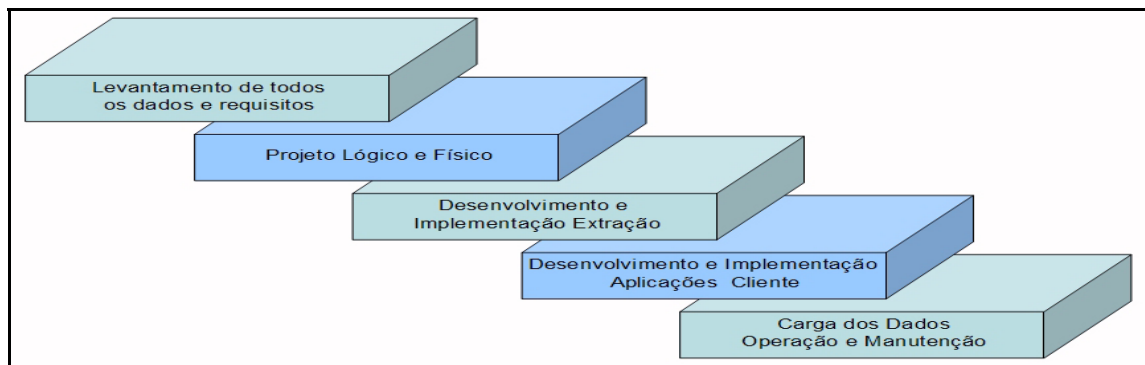 Levantamento de todos
os dados e requisitos
Projeto Lógico e Físico
Desenvolvimento e
Implementação Extração
Desenvolvimento e Implementação
Aplicações Cliente
Carga dos Dados
Operação e Manutenção